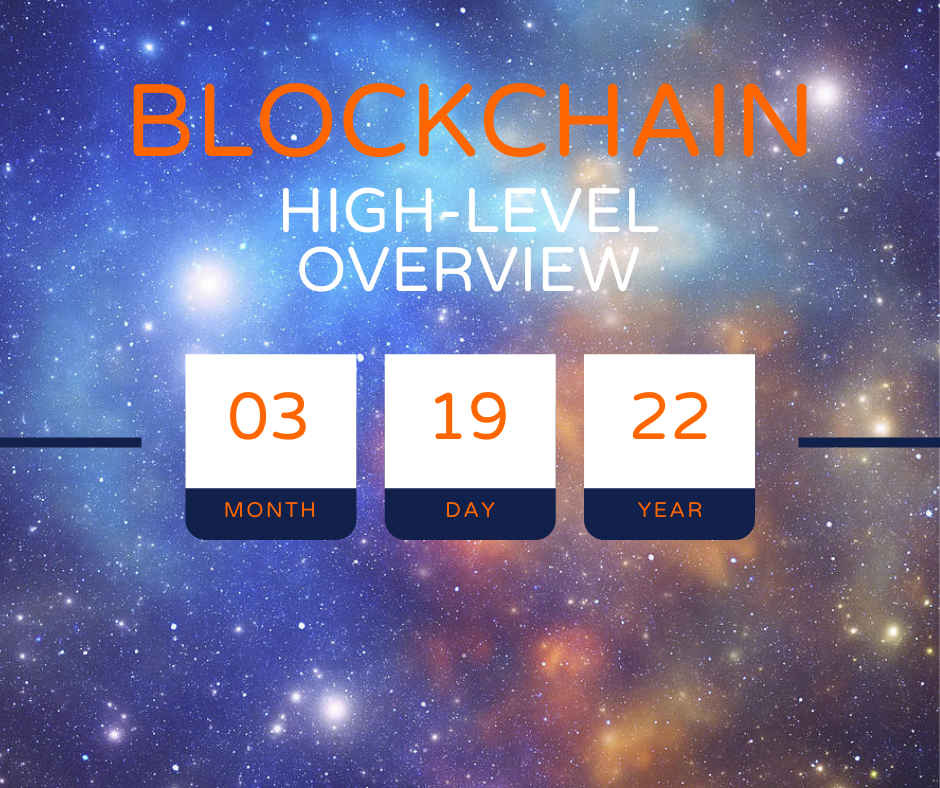 BLOCKCHAIN
HIGH-LEVEL
OVERVIEW
03 19 22
MONTH DAY YEAR